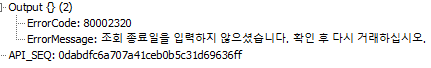 Output {} (2)
ErrorCode: 80002320
ErrorMessage: 조회 종료일을 입력하지 않으셨습니다. 확인 후 다시 거래하십시오.
API_SEQ: 0dabdfc6a707a41ceb0b5c31d69636ff